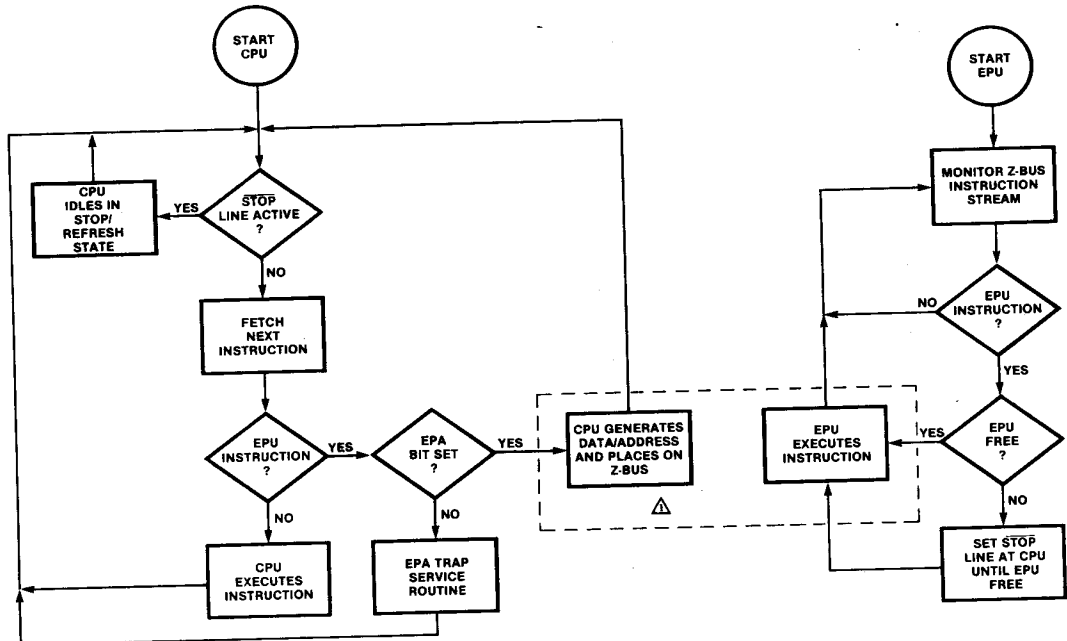 START
CPU
CPU
IDLES IN
STOP/
REFRESH
STATE
YES
STOP
LINE ACTIVE
?
NO
FETCH
NEXT
INSTRUCTION
EPU
INSTRUCTION
?
YES
NO
CPU
EXECUTES
INSTRUCTION
EPA
BIT SET
?
YES
NO
EPA TRAP
SERVICE
ROUTINE
CPU GENERATES
DATA/ADDRESS
AND PLACES ON
Z-BUS
1
START
EPU
MONITOR Z-BUS
INSTRUCTION
STREAM
EPU
INSTRUCTION
?
NO
YES
EPU
FREE
?
YES
NO
EPU
EXECUTES
INSTRUCTION
SET STOP
LINE AT CPU
UNTIL EPU
FREE